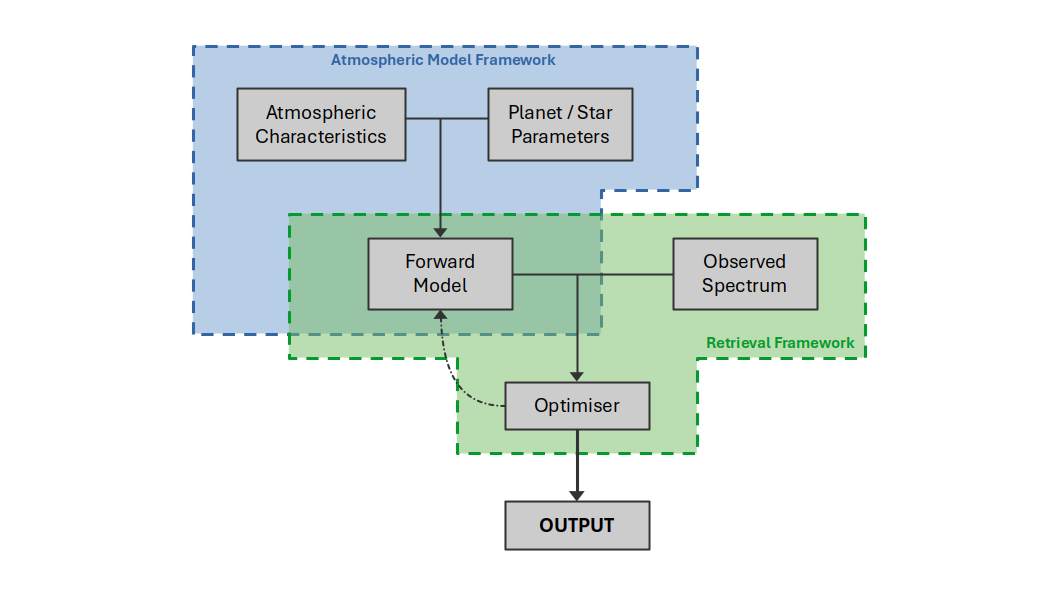 Atmospheric Model Framework
Atmospheric
Characteristics
Planet / Star
Parameters
Forward
Model
Observed
Spectrum
Retrieval Framework
Optimiser
OUTPUT